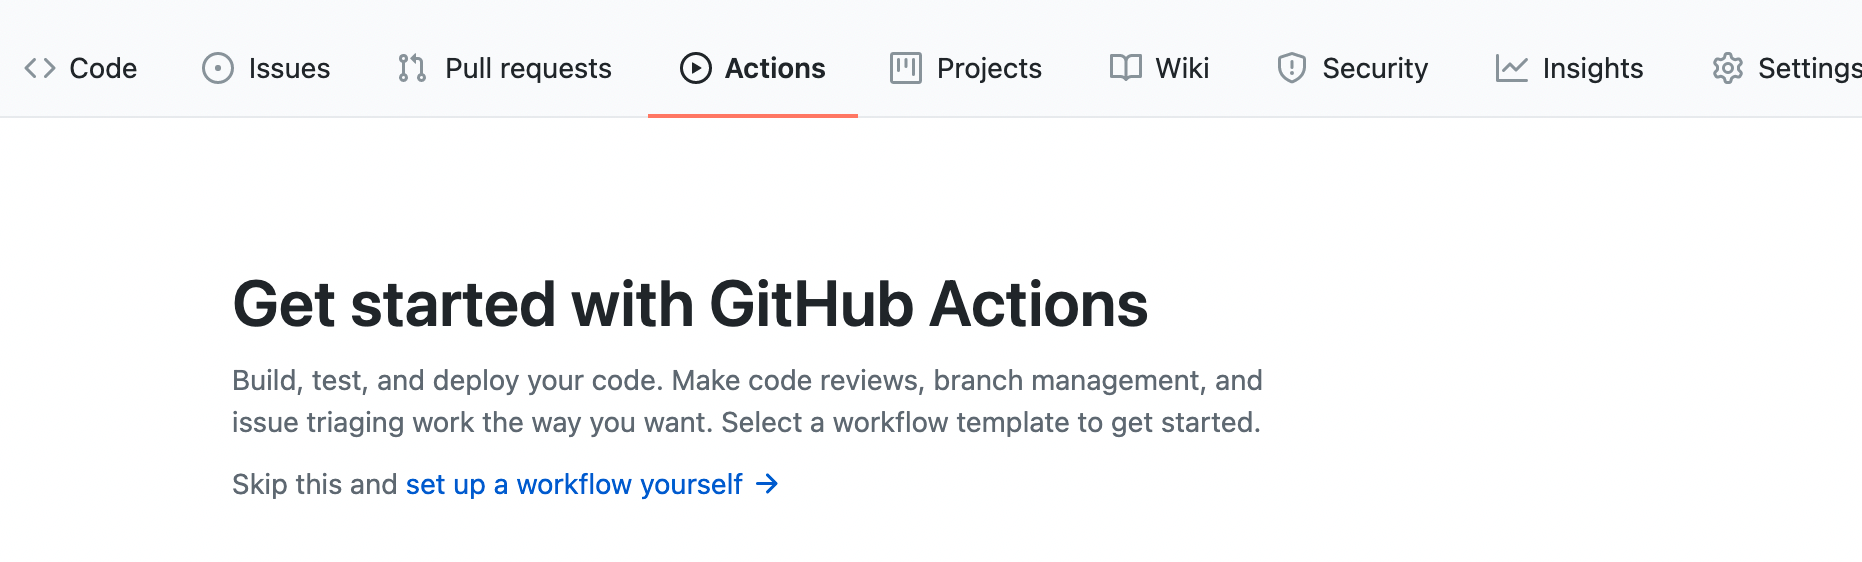 Code Issues Pull requests Actions Projects Wiki Security Insights Settings
Get started with GitHub Actions
Build, test, and deploy your code. Make code reviews, branch management, and
issue triaging work the way you want. Select a workflow template to get started.
Skip this and set up a workflow yourself →